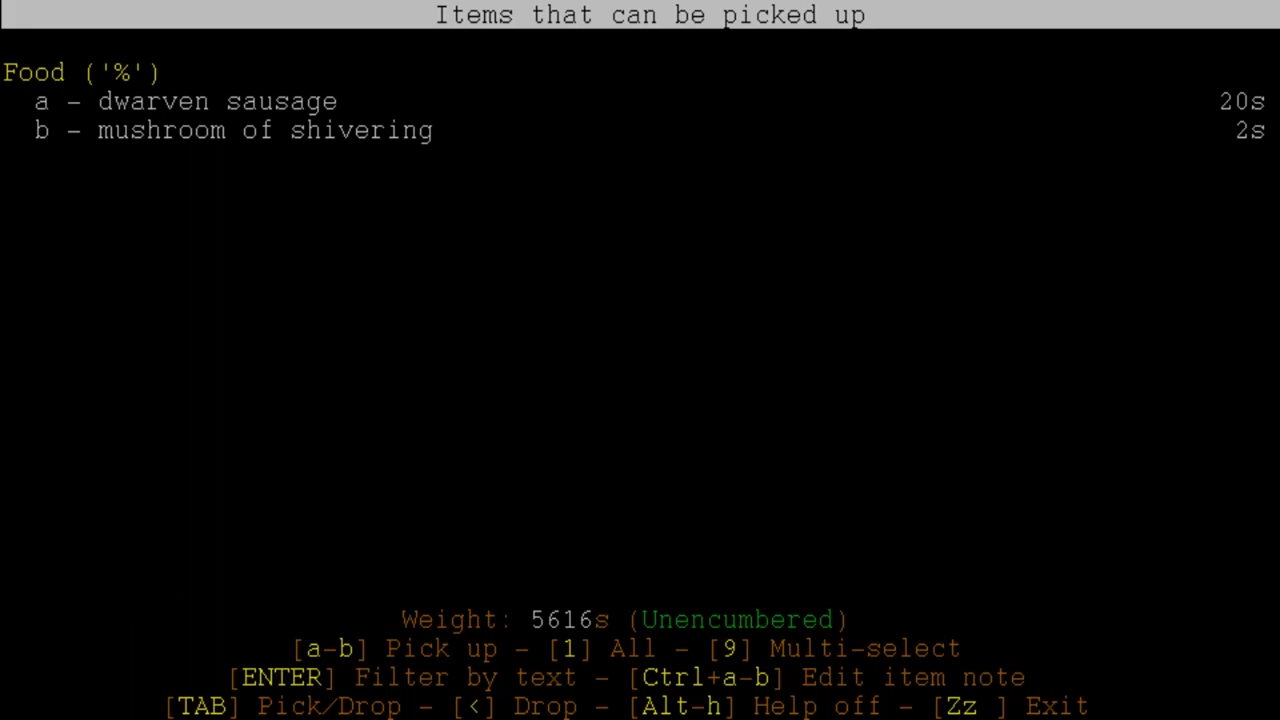 Items that can be picked up
Food ('%')
a - dwarven sausage 20s
b - mushroom of shivering 2s
Weight: 5616s (Unencumbered)
[a-b] Pick up - [1] All - [9] Multi-select
[ENTER] Filter by text - [Ctrl+a-b] Edit item note
[TAB] Pick/Drop - [<] Drop - [Alt-h] Help off - [Zz ] Exit